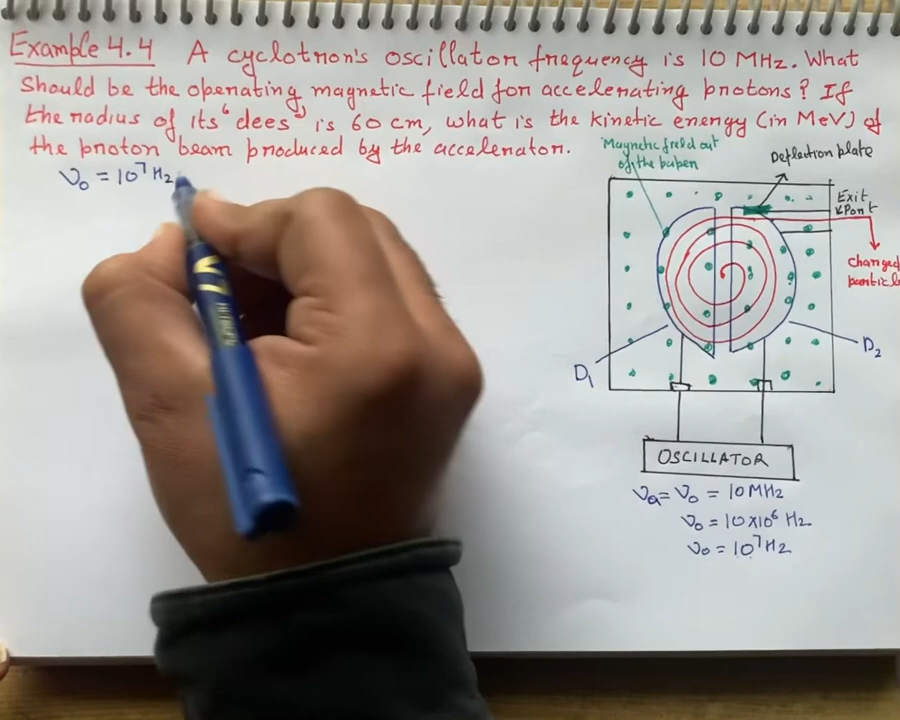 Example 4.4 A cyclotron's oscillator frequency is 10 MHz. What
should be the operating magnetic field for accelerating protons? If
the radius of its "dees" is 60 cm, what is the kinetic energy (in MeV) of
the proton beam produced by the accelerator.
ν₀ = 10⁷ Hz
Magnetic field out
of the paper
Deflection plate
Exit
Port
Charged
particle
D₁
D₂
OSCILLATOR
νₐ = ν₀ = 10 MHz
ν₀ = 10×10⁶ Hz
ν₀ = 10⁷ Hz
V7